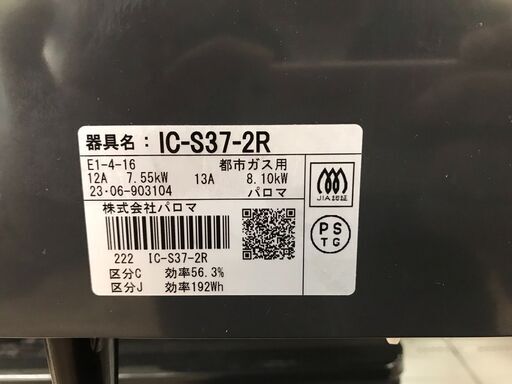 器具名： IC-S37-2R
E1-4-16 都市ガス用
12A 7.55kW 13A 8.10kW
23・06-903104 パロマ
株式会社パロマ
222 IC-S37-2R
区分C 効率56.3%
区分J 効率192Wh
JIA認証
PS
TG